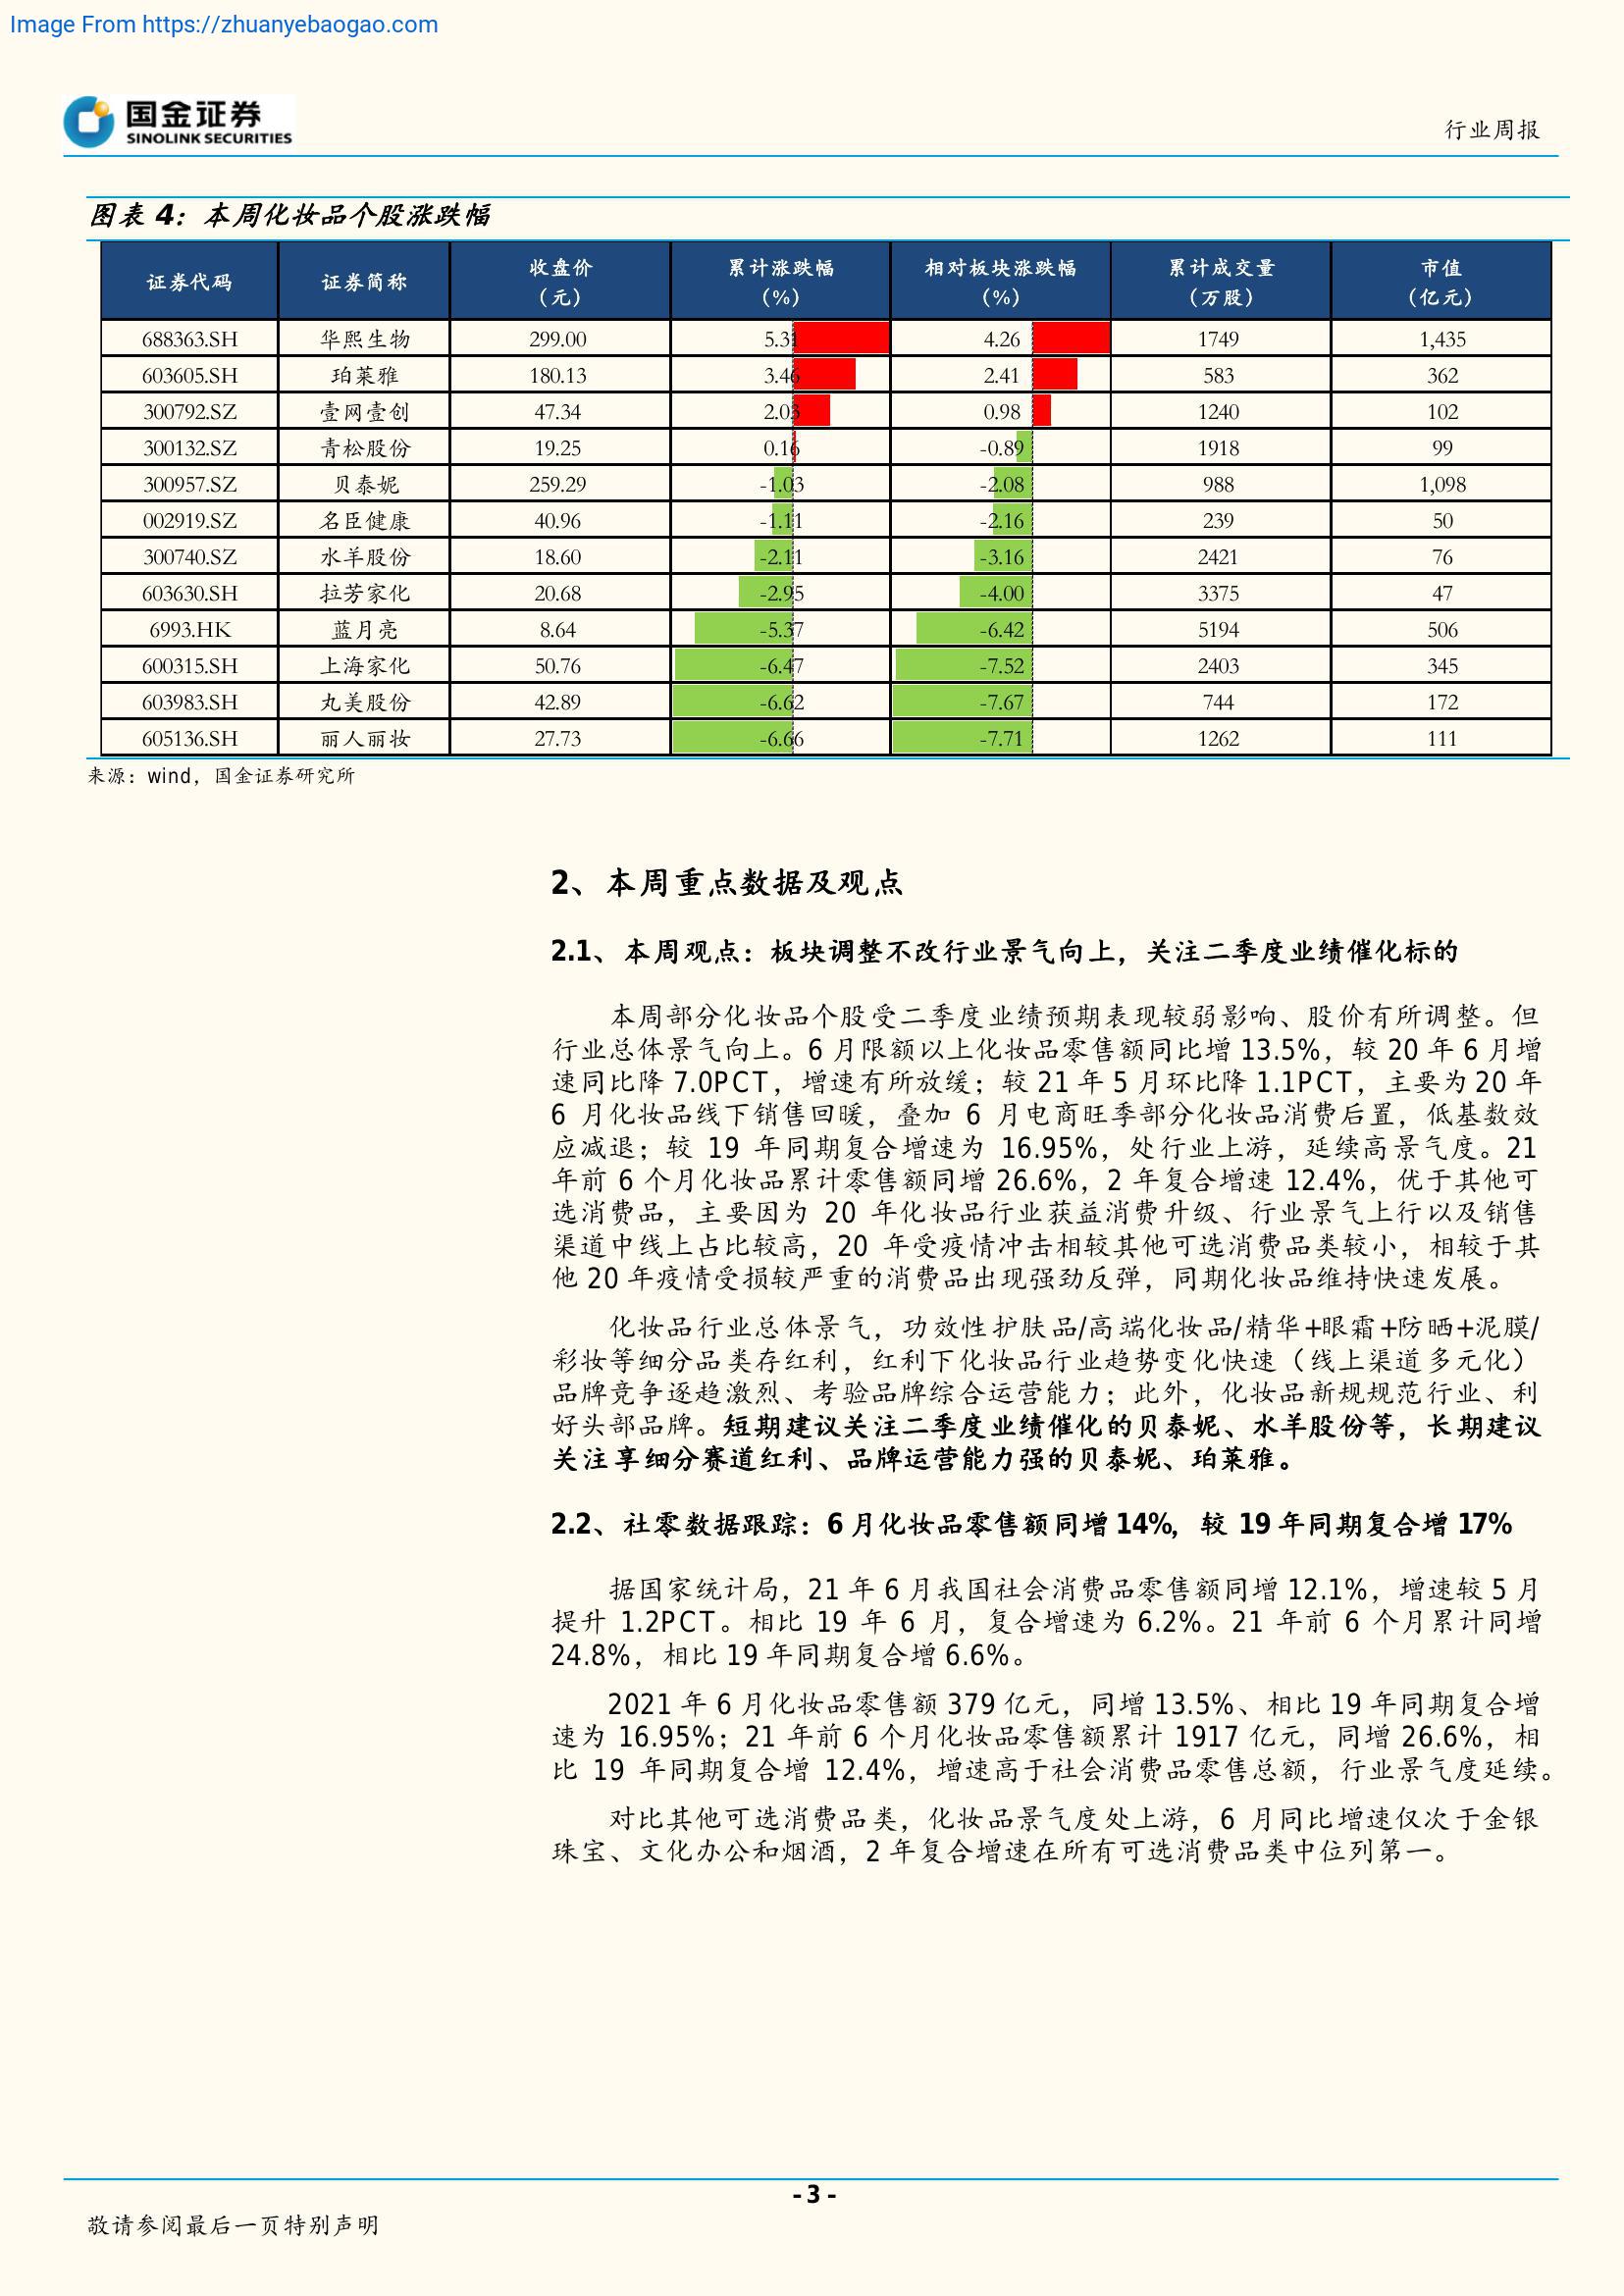 Image From https://zhuanyebaogao.com
国金证券
SINOLINK SECURITIES
行业周报
图表 4：本周化妆品个股涨跌幅
证券代码 证券简称 收盘价（元） 累计涨跌幅（%） 相对板块涨跌幅（%） 累计成交量（万股） 市值（亿元）
688363.SH 华熙生物 299.00 5.31 4.26 1749 1,435
603605.SH 珀莱雅 180.13 3.46 2.41 583 362
300792.SZ 壹网壹创 47.34 2.03 0.98 1240 102
300132.SZ 青松股份 19.25 0.16 -0.89 1918 99
300957.SZ 贝泰妮 259.29 -1.03 -2.08 988 1,098
002919.SZ 名臣健康 40.96 -1.11 -2.16 239 50
300740.SZ 水羊股份 18.60 -2.11 -3.16 2421 76
603630.SH 拉芳家化 20.68 -2.95 -4.00 3375 47
6993.HK 蓝月亮 8.64 -5.37 -6.42 5194 506
600315.SH 上海家化 50.76 -6.47 -7.52 2403 345
603983.SH 丸美股份 42.89 -6.62 -7.67 744 172
605136.SH 丽人丽妆 27.73 -6.66 -7.71 1262 111
来源：wind，国金证券研究所
2、本周重点数据及观点
2.1、本周观点：板块调整不改行业景气向上，关注二季度业绩催化标的
本周部分化妆品个股受二季度业绩预期表现较弱影响、股价有所调整。但
行业总体景气向上。6 月限额以上化妆品零售额同比增 13.5%，较 20 年 6 月增
速同比降 7.0PCT，增速有所放缓；较 21 年 5 月环比降 1.1PCT，主要为 20 年
6 月化妆品线下销售回暖，叠加 6 月电商旺季部分化妆品消费后置，低基数效
应减退；较 19 年同期复合增速为 16.95%，处行业上游，延续高景气度。21
年前 6 个月化妆品累计零售额同增 26.6%，2 年复合增速 12.4%，优于其他可
选消费品，主要因为 20 年化妆品行业获益消费升级、行业景气上行以及销售
渠道中线上占比较高，20 年受疫情冲击相较其他可选消费品类较小，相较于其
他 20 年疫情受损较严重的消费品出现强劲反弹，同期化妆品维持快速发展。
化妆品行业总体景气，功效性护肤品/高端化妆品/精华+眼霜+防晒+泥膜/
彩妆等细分品类存红利，红利下化妆品行业趋势变化快速（线上渠道多元化）
品牌竞争逐趋激烈、考验品牌综合运营能力；此外，化妆品新规规范行业、利
好头部品牌。短期建议关注二季度业绩催化的贝泰妮、水羊股份等，长期建议
关注享细分赛道红利、品牌运营能力强的贝泰妮、珀莱雅。
2.2、社零数据跟踪：6 月化妆品零售额同增 14%，较 19 年同期复合增 17%
据国家统计局，21 年 6 月我国社会消费品零售额同增 12.1%，增速较 5 月
提升 1.2PCT。相比 19 年 6 月，复合增速为 6.2%。21 年前 6 个月累计同增
24.8%，相比 19 年同期复合增 6.6%。
2021 年 6 月化妆品零售额 379 亿元，同增 13.5%、相比 19 年同期复合增
速为 16.95%；21 年前 6 个月化妆品零售额累计 1917 亿元，同增 26.6%，相
比 19 年同期复合增 12.4%，增速高于社会消费品零售总额，行业景气度延续。
对比其他可选消费品类，化妆品景气度处上游，6 月同比增速仅次于金银
珠宝、文化办公和烟酒，2 年复合增速在所有可选消费品类中位列第一。
- 3 -
敬请参阅最后一页特别声明